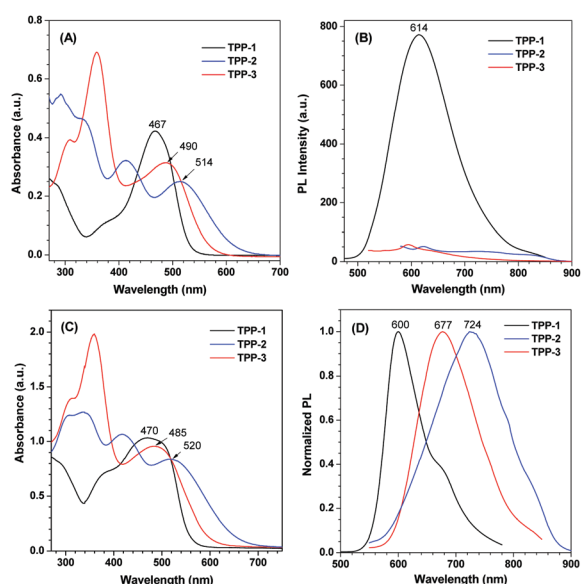 (A)
TPP-1
TPP-2
TPP-3
467
490
514
0.8
0.6
0.4
0.2
0.0
300 400 500 600 700
Absorbance (a.u.)
Wavelength (nm)
(B)
614
TPP-1
TPP-2
TPP-3
800
600
400
200
0
500 600 700 800 900
PL Intensity (a.u.)
Wavelength (nm)
(C)
TPP-1
TPP-2
TPP-3
470
485
520
2.0
1.5
1.0
0.5
0.0
300 400 500 600 700
Absorbance (a.u.)
Wavelength (nm)
(D)
600 677 724
TPP-1
TPP-2
TPP-3
1.0
0.8
0.6
0.4
0.2
0.0
500 600 700 800 900
Normalized PL
Wavelength (nm)